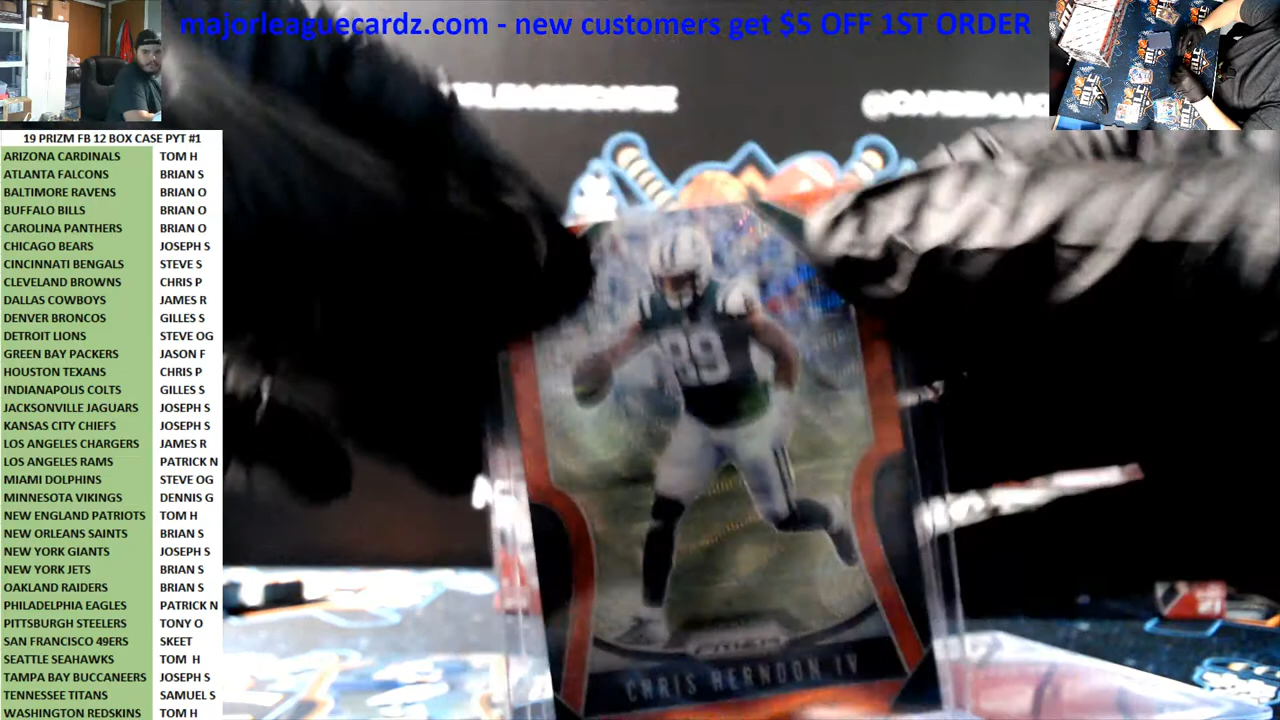 majorleaguecardz.com - new customers get $5 OFF 1ST ORDER
19 PRIZM FB 12 BOX CASE PYT #1
ARIZONA CARDINALS TOM H
ATLANTA FALCONS BRIAN S
BALTIMORE RAVENS BRIAN O
BUFFALO BILLS BRIAN O
CAROLINA PANTHERS BRIAN O
CHICAGO BEARS JOSEPH S
CINCINNATI BENGALS STEVE S
CLEVELAND BROWNS CHRIS P
DALLAS COWBOYS JAMES R
DENVER BRONCOS GILLES S
DETROIT LIONS STEVE OG
GREEN BAY PACKERS JASON F
HOUSTON TEXANS CHRIS P
INDIANAPOLIS COLTS GILLES S
JACKSONVILLE JAGUARS JOSEPH S
KANSAS CITY CHIEFS JOSEPH S
LOS ANGELES CHARGERS JAMES R
LOS ANGELES RAMS PATRICK N
MIAMI DOLPHINS STEVE OG
MINNESOTA VIKINGS DENNIS G
NEW ENGLAND PATRIOTS TOM H
NEW ORLEANS SAINTS BRIAN S
NEW YORK GIANTS JOSEPH S
NEW YORK JETS BRIAN S
OAKLAND RAIDERS BRIAN S
PHILADELPHIA EAGLES PATRICK N
PITTSBURGH STEELERS TONY O
SAN FRANCISCO 49ERS SKEET
SEATTLE SEAHAWKS TOM H
TAMPA BAY BUCCANEERS JOSEPH S
TENNESSEE TITANS SAMUEL S
WASHINGTON REDSKINS TOM H
89
PRIZM
CHRIS HERNDON IV
MLC